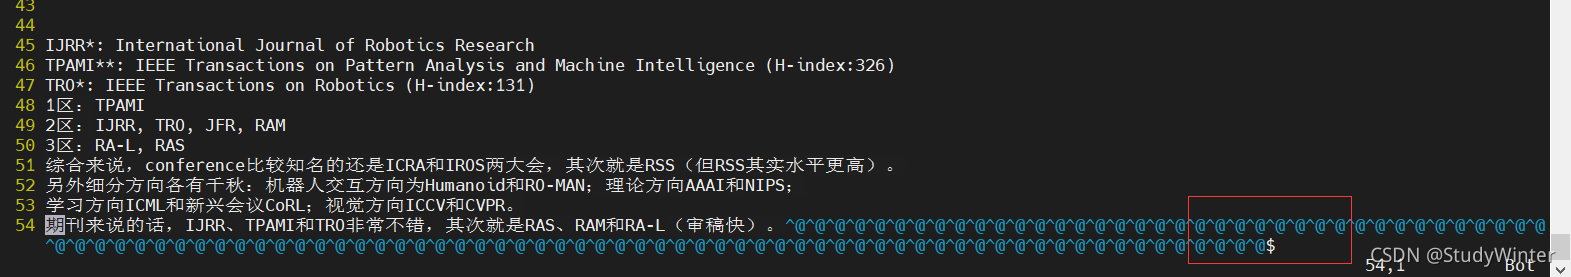 43
44
45 IJRR*: International Journal of Robotics Research
46 TPAMI**: IEEE Transactions on Pattern Analysis and Machine Intelligence (H-index:326)
47 TRO*: IEEE Transactions on Robotics (H-index:131)
48 1区：TPAMI
49 2区：IJRR, TRO, JFR, RAM
50 3区：RA-L, RAS
51 综合来说，conference比较知名的还是ICRA和IROS两大会，其次就是RSS（但RSS其实水平更高）。
52 另外细分方向各有千秋：机器人交互方向为Humanoid和RO-MAN；理论方向AAAI和NIPS；
53 学习方向ICML和新兴会议CoRL；视觉方向ICCV和CVPR。
54 期刊来说的话，IJRR、TPAMI和TRO非常不错，其次就是RAS、RAM和RA-L（审稿快）。^@^@^@^@^@^@^@^@^@^@^@^@^@^@^@^@^@^@^@^@^@^@^@^@^@^@^@^@^@^@^@^@^@^@^@^@^@^@
^@^@^@^@^@^@^@^@^@^@^@^@^@^@^@^@^@^@^@^@^@^@^@^@^@^@^@^@^@^@^@^@^@^@^@^@^@^@^@^@^@^@^@^@^@^@^@^@^@^@^@^@^@^@^@^@^@^@^@^@^@$
54,1 Bot
CSDN @StudyWinter